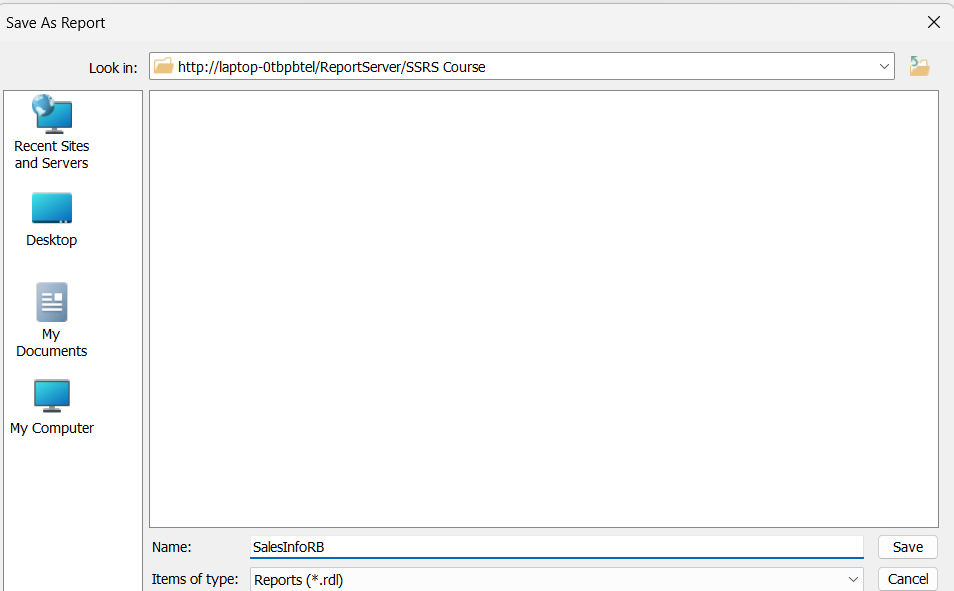 Save As Report
Look in:
http://laptop-0tbpbtel/ReportServer/SSRS Course
Recent Sites
and Servers
Desktop
My
Documents
My Computer
Name:
SalesInfoRB
Save
Items of type:
Reports (*.rdl)
Cancel